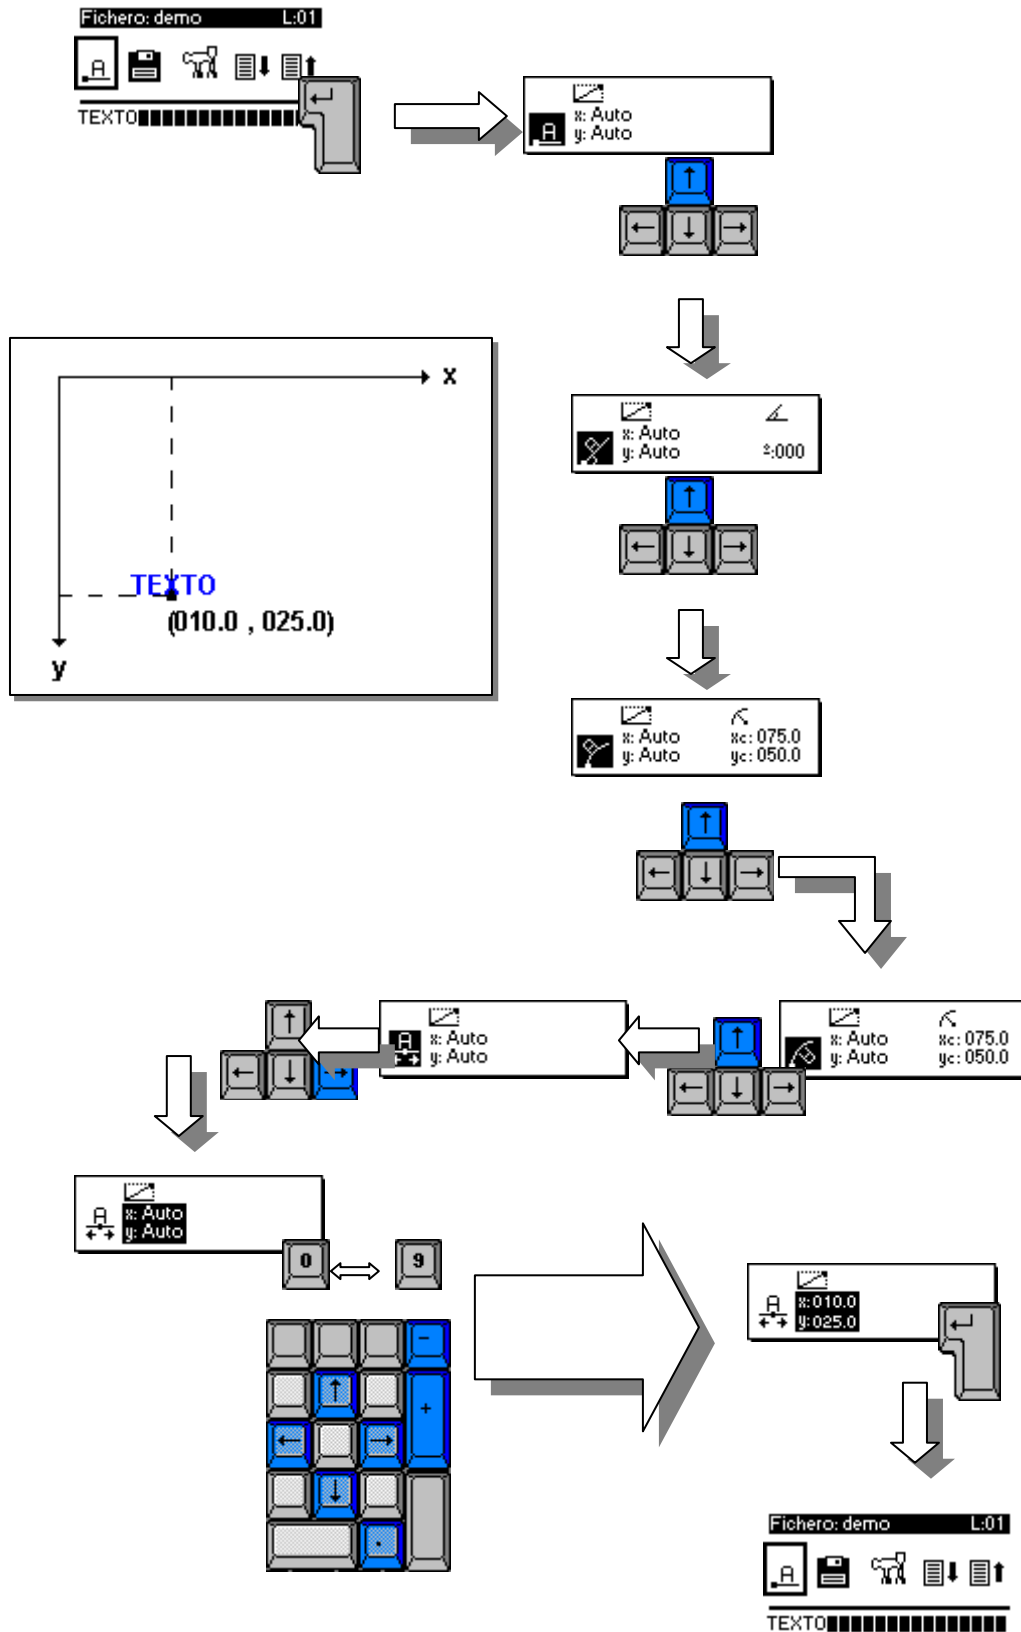 Fichero: demo L:01
A
TEXTO
A
x: Auto
y: Auto
x
TEXTO
(010.0 , 025.0)
y
x: Auto
y: Auto
º:000
x: Auto
y: Auto
xc: 075.0
yc: 050.0
A
x: Auto
y: Auto
x: Auto
y: Auto
xc: 075.0
yc: 050.0
A
x: Auto
y: Auto
0
9
-
+
.
A
x:010.0
y:025.0
Fichero: demo L:01
A
TEXTO